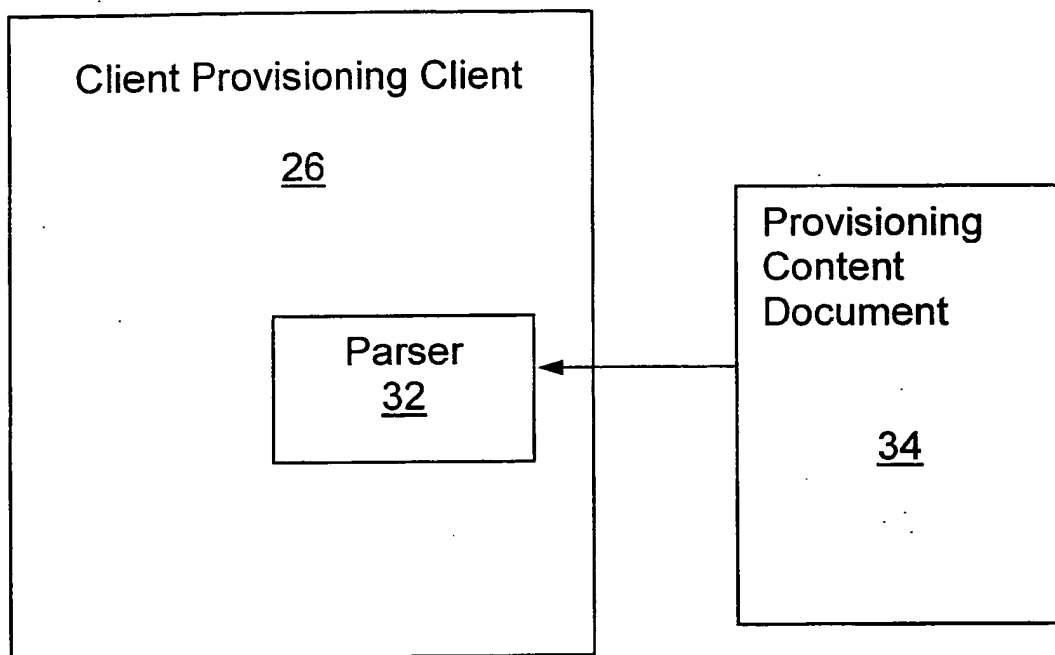 Client Provisioning Client
26
Parser
32
Provisioning
Content
Document
34